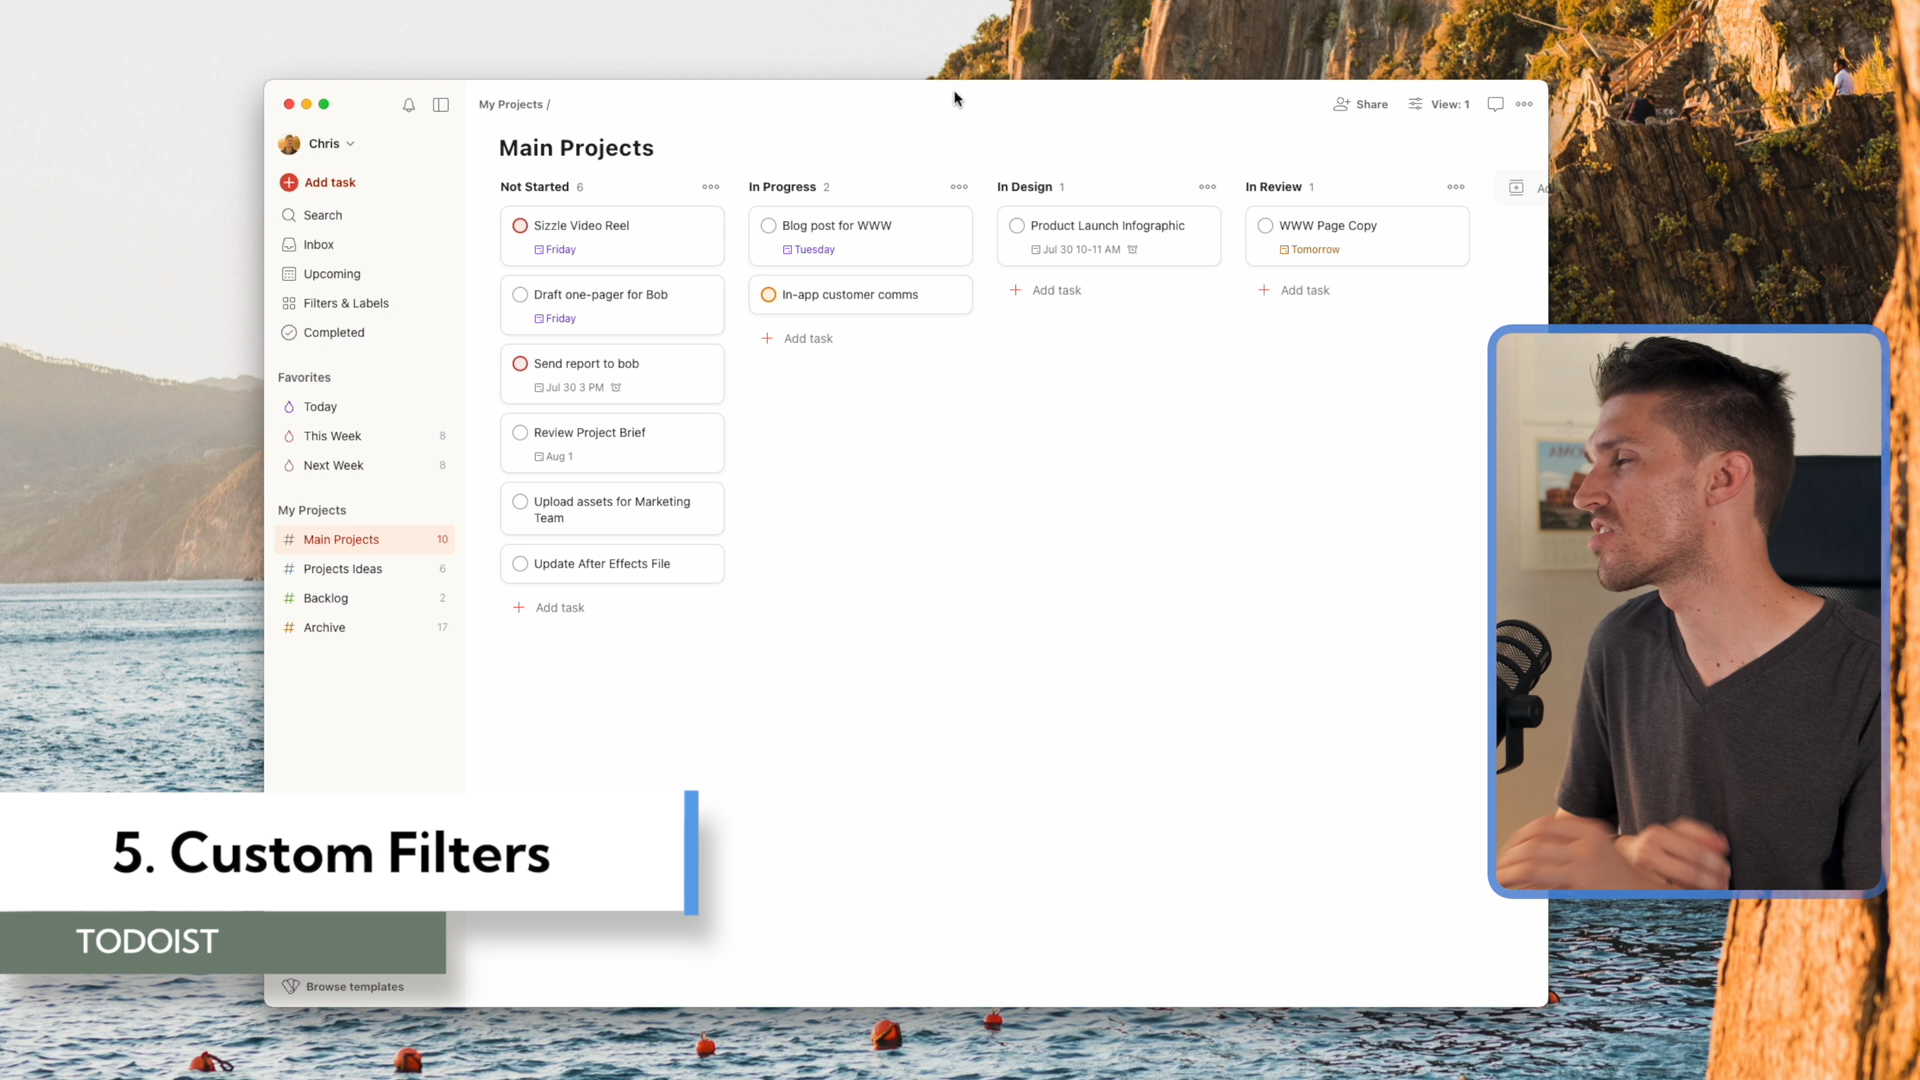 My Projects /
Share
View: 1
Chris
Add task
Search
Inbox
Upcoming
Filters & Labels
Completed
Favorites
Today
This Week 8
Next Week 8
My Projects
Main Projects 10
Projects Ideas 6
Backlog 2
Archive 17
Browse templates
Main Projects
Not Started 6
Sizzle Video Reel
Friday
Draft one-pager for Bob
Friday
Send report to bob
Jul 30 3 PM
Review Project Brief
Aug 1
Upload assets for Marketing
Team
Update After Effects File
Add task
In Progress 2
Blog post for WWW
Tuesday
In-app customer comms
Add task
In Design 1
Product Launch Infographic
Jul 30 10-11 AM
Add task
In Review 1
WWW Page Copy
Tomorrow
Add task
5. Custom Filters
TODOIST